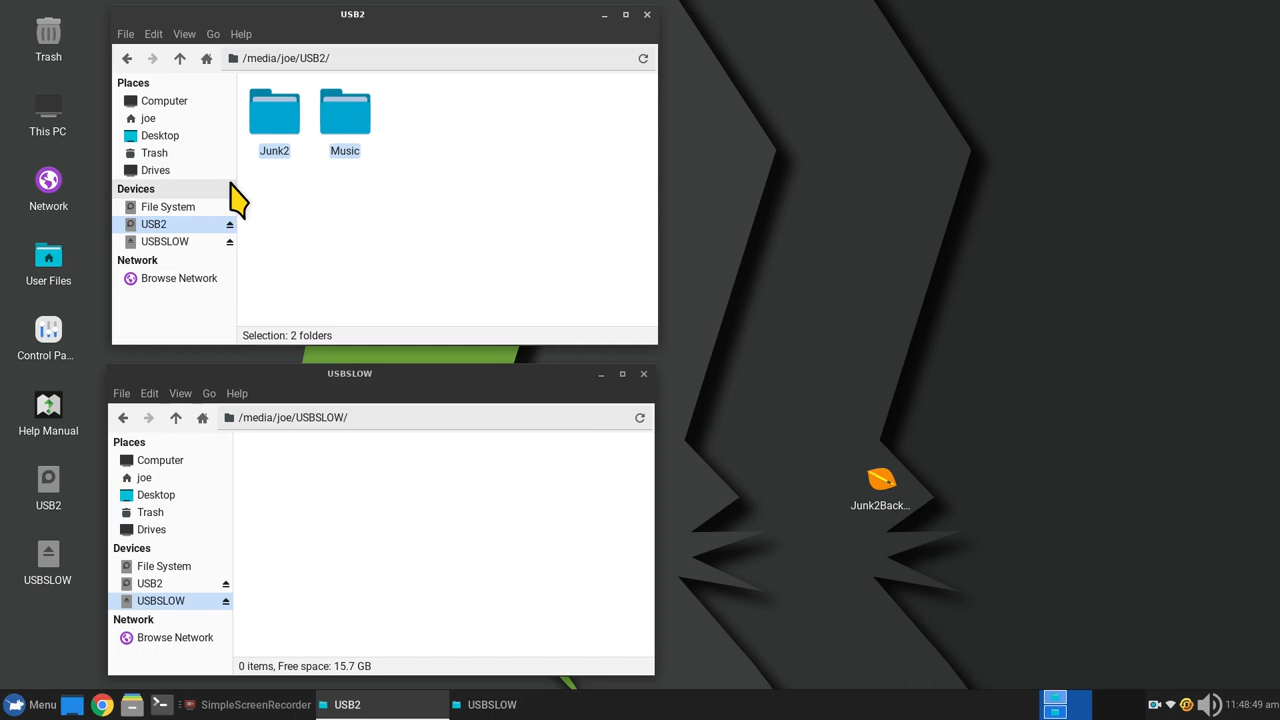 Trash
This PC
Network
User Files
Control Pa...
Help Manual
USB2
USBSLOW
USB2
File Edit View Go Help
/media/joe/USB2/
Places
Computer
joe
Desktop
Trash
Drives
Devices
File System
USB2
USBSLOW
Network
Browse Network
Junk2 Music
Selection: 2 folders
USBSLOW
File Edit View Go Help
/media/joe/USBSLOW/
Places
Computer
joe
Desktop
Trash
Drives
Devices
File System
USB2
USBSLOW
Network
Browse Network
0 items, Free space: 15.7 GB
Junk2Back...
Menu SimpleScreenRecorder USB2 USBSLOW 11:48:49 am